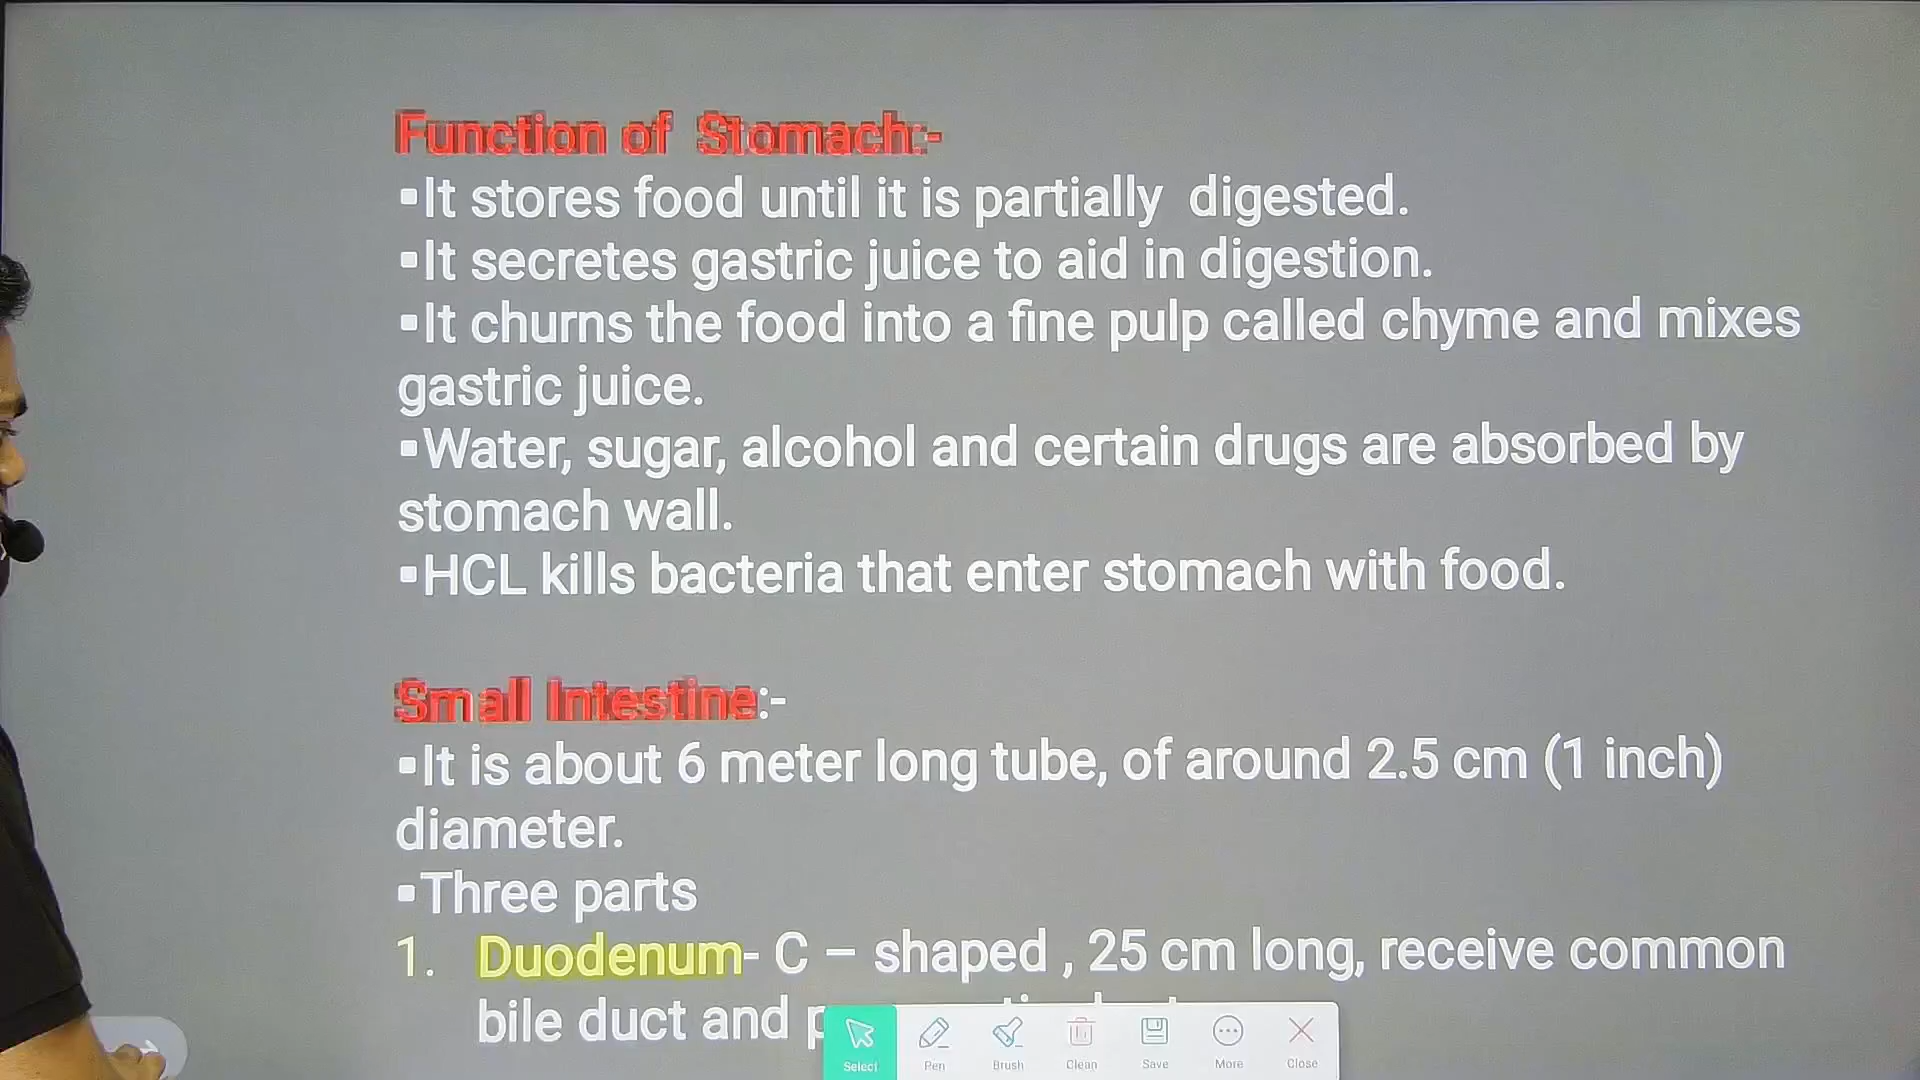 Function of Stomach:-
▪It stores food until it is partially digested.
▪It secretes gastric juice to aid in digestion.
▪It churns the food into a fine pulp called chyme and mixes
gastric juice.
▪Water, sugar, alcohol and certain drugs are absorbed by
stomach wall.
▪HCL kills bacteria that enter stomach with food.
Small Intestine:-
▪It is about 6 meter long tube, of around 2.5 cm (1 inch)
diameter.
▪Three parts
1. Duodenum- C – shaped , 25 cm long, receive common
bile duct and
Select Pen Brush Clean Save More Close